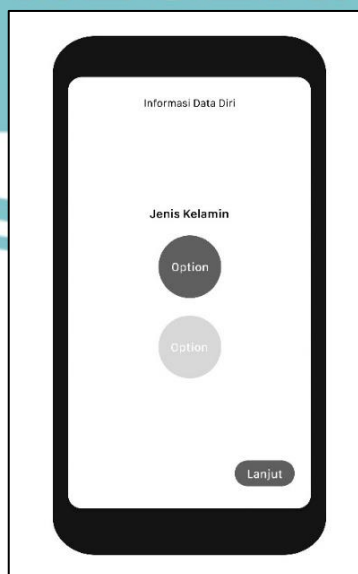 Informasi Data Diri
Jenis Kelamin
Option
Option
Lanjut